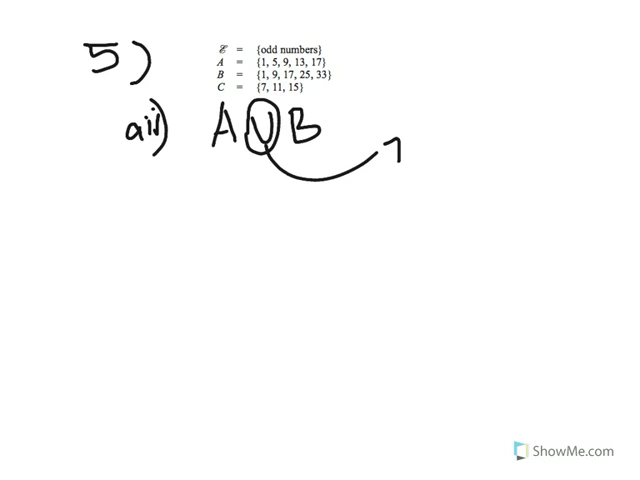 5)
ℰ = {odd numbers}
A = {1, 5, 9, 13, 17}
B = {1, 9, 17, 25, 33}
C = {7, 11, 15}
aii) A ∪ B
ShowMe.com